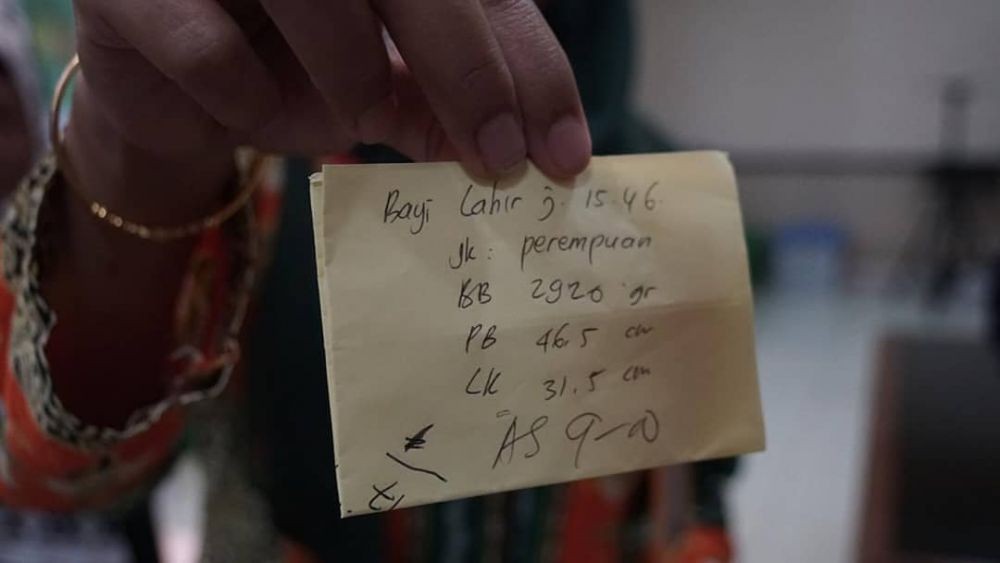 Bayi Lahir j. 15.46.
Jk : perempuan
BB 2920 gr
PB 46.5 cm
LK 31.5 cm
AS 9-10